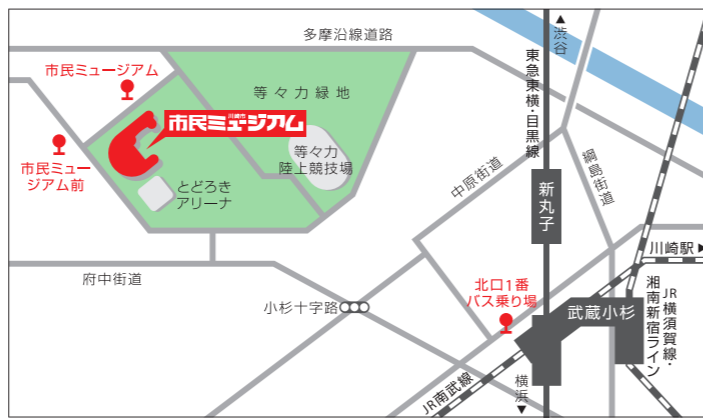 多摩沿線道路
▲渋谷
東急東横・目黒線
市民ミュージアム
等々力緑地
川崎市
市民ミュージアム
市民ミュー
ジアム前
等々力
陸上競技場
とどろき
アリーナ
中原街道
綱島街道
新丸子
川崎駅▶
府中街道
北口1番
バス乗り場
小杉十字路
武蔵小杉
JR横須賀線・
湘南新宿ライン
JR南武線
横浜▼